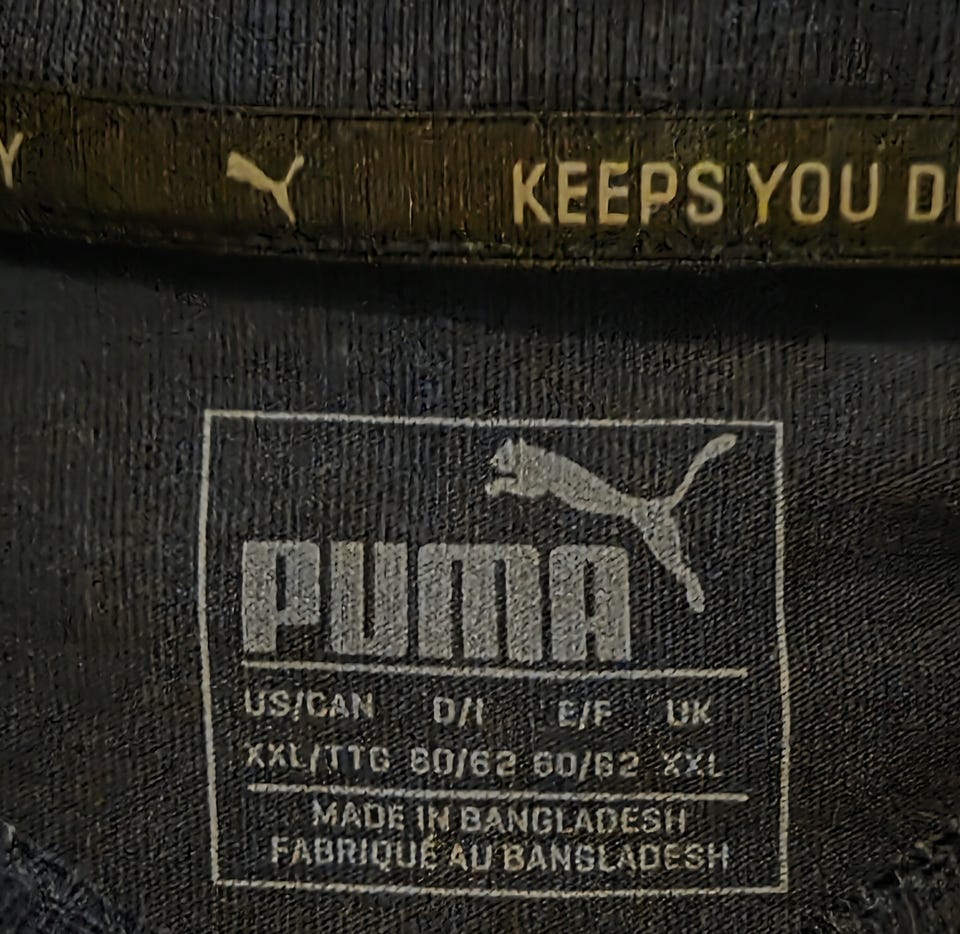 Y KEEPS YOU D
PUMA
US/CAN D/I E/F UK
XXL/TTG 60/62 60/62 XXL
MADE IN BANGLADESH
FABRIQUÉ AU BANGLADESH